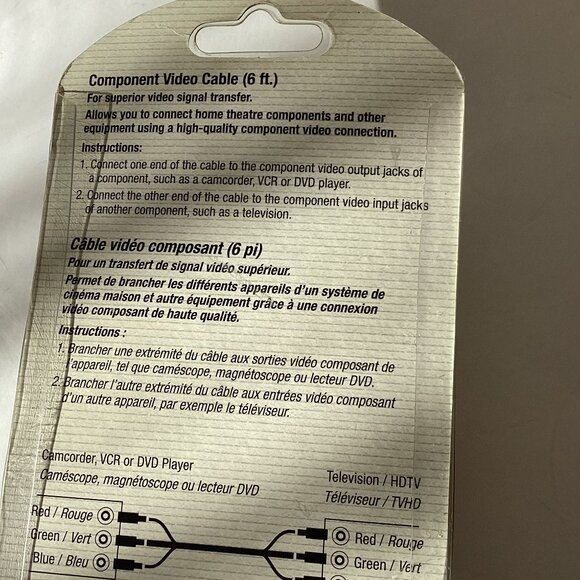 Component Video Cable (6 ft.)
For superior video signal transfer.
Allows you to connect home theatre components and other
equipment using a high-quality component video connection.
Instructions:
1. Connect one end of the cable to the component video output jacks of
a component, such as a camcorder, VCR or DVD player.
2. Connect the other end of the cable to the component video input jacks
of another component, such as a television.
Câble vidéo composant (6 pi)
Pour un transfert de signal vidéo supérieur.
Permet de brancher les différents appareils d'un système de
cinéma maison et autre équipement grâce à une connexion
vidéo composant de haute qualité.
Instructions :
1. Brancher une extrémité du câble aux sorties vidéo composant de
l'appareil, tel que caméscope, magnétoscope ou lecteur DVD.
2. Brancher l'autre extrémité du câble aux entrées vidéo composant
d'un autre appareil, par exemple le téléviseur.
Camcorder, VCR or DVD Player
Caméscope, magnétoscope ou lecteur DVD
Television / HDTV
Téléviseur / TVHD
Red / Rouge
Green / Vert
Blue / Bleu
Red / Rouge
Green / Vert